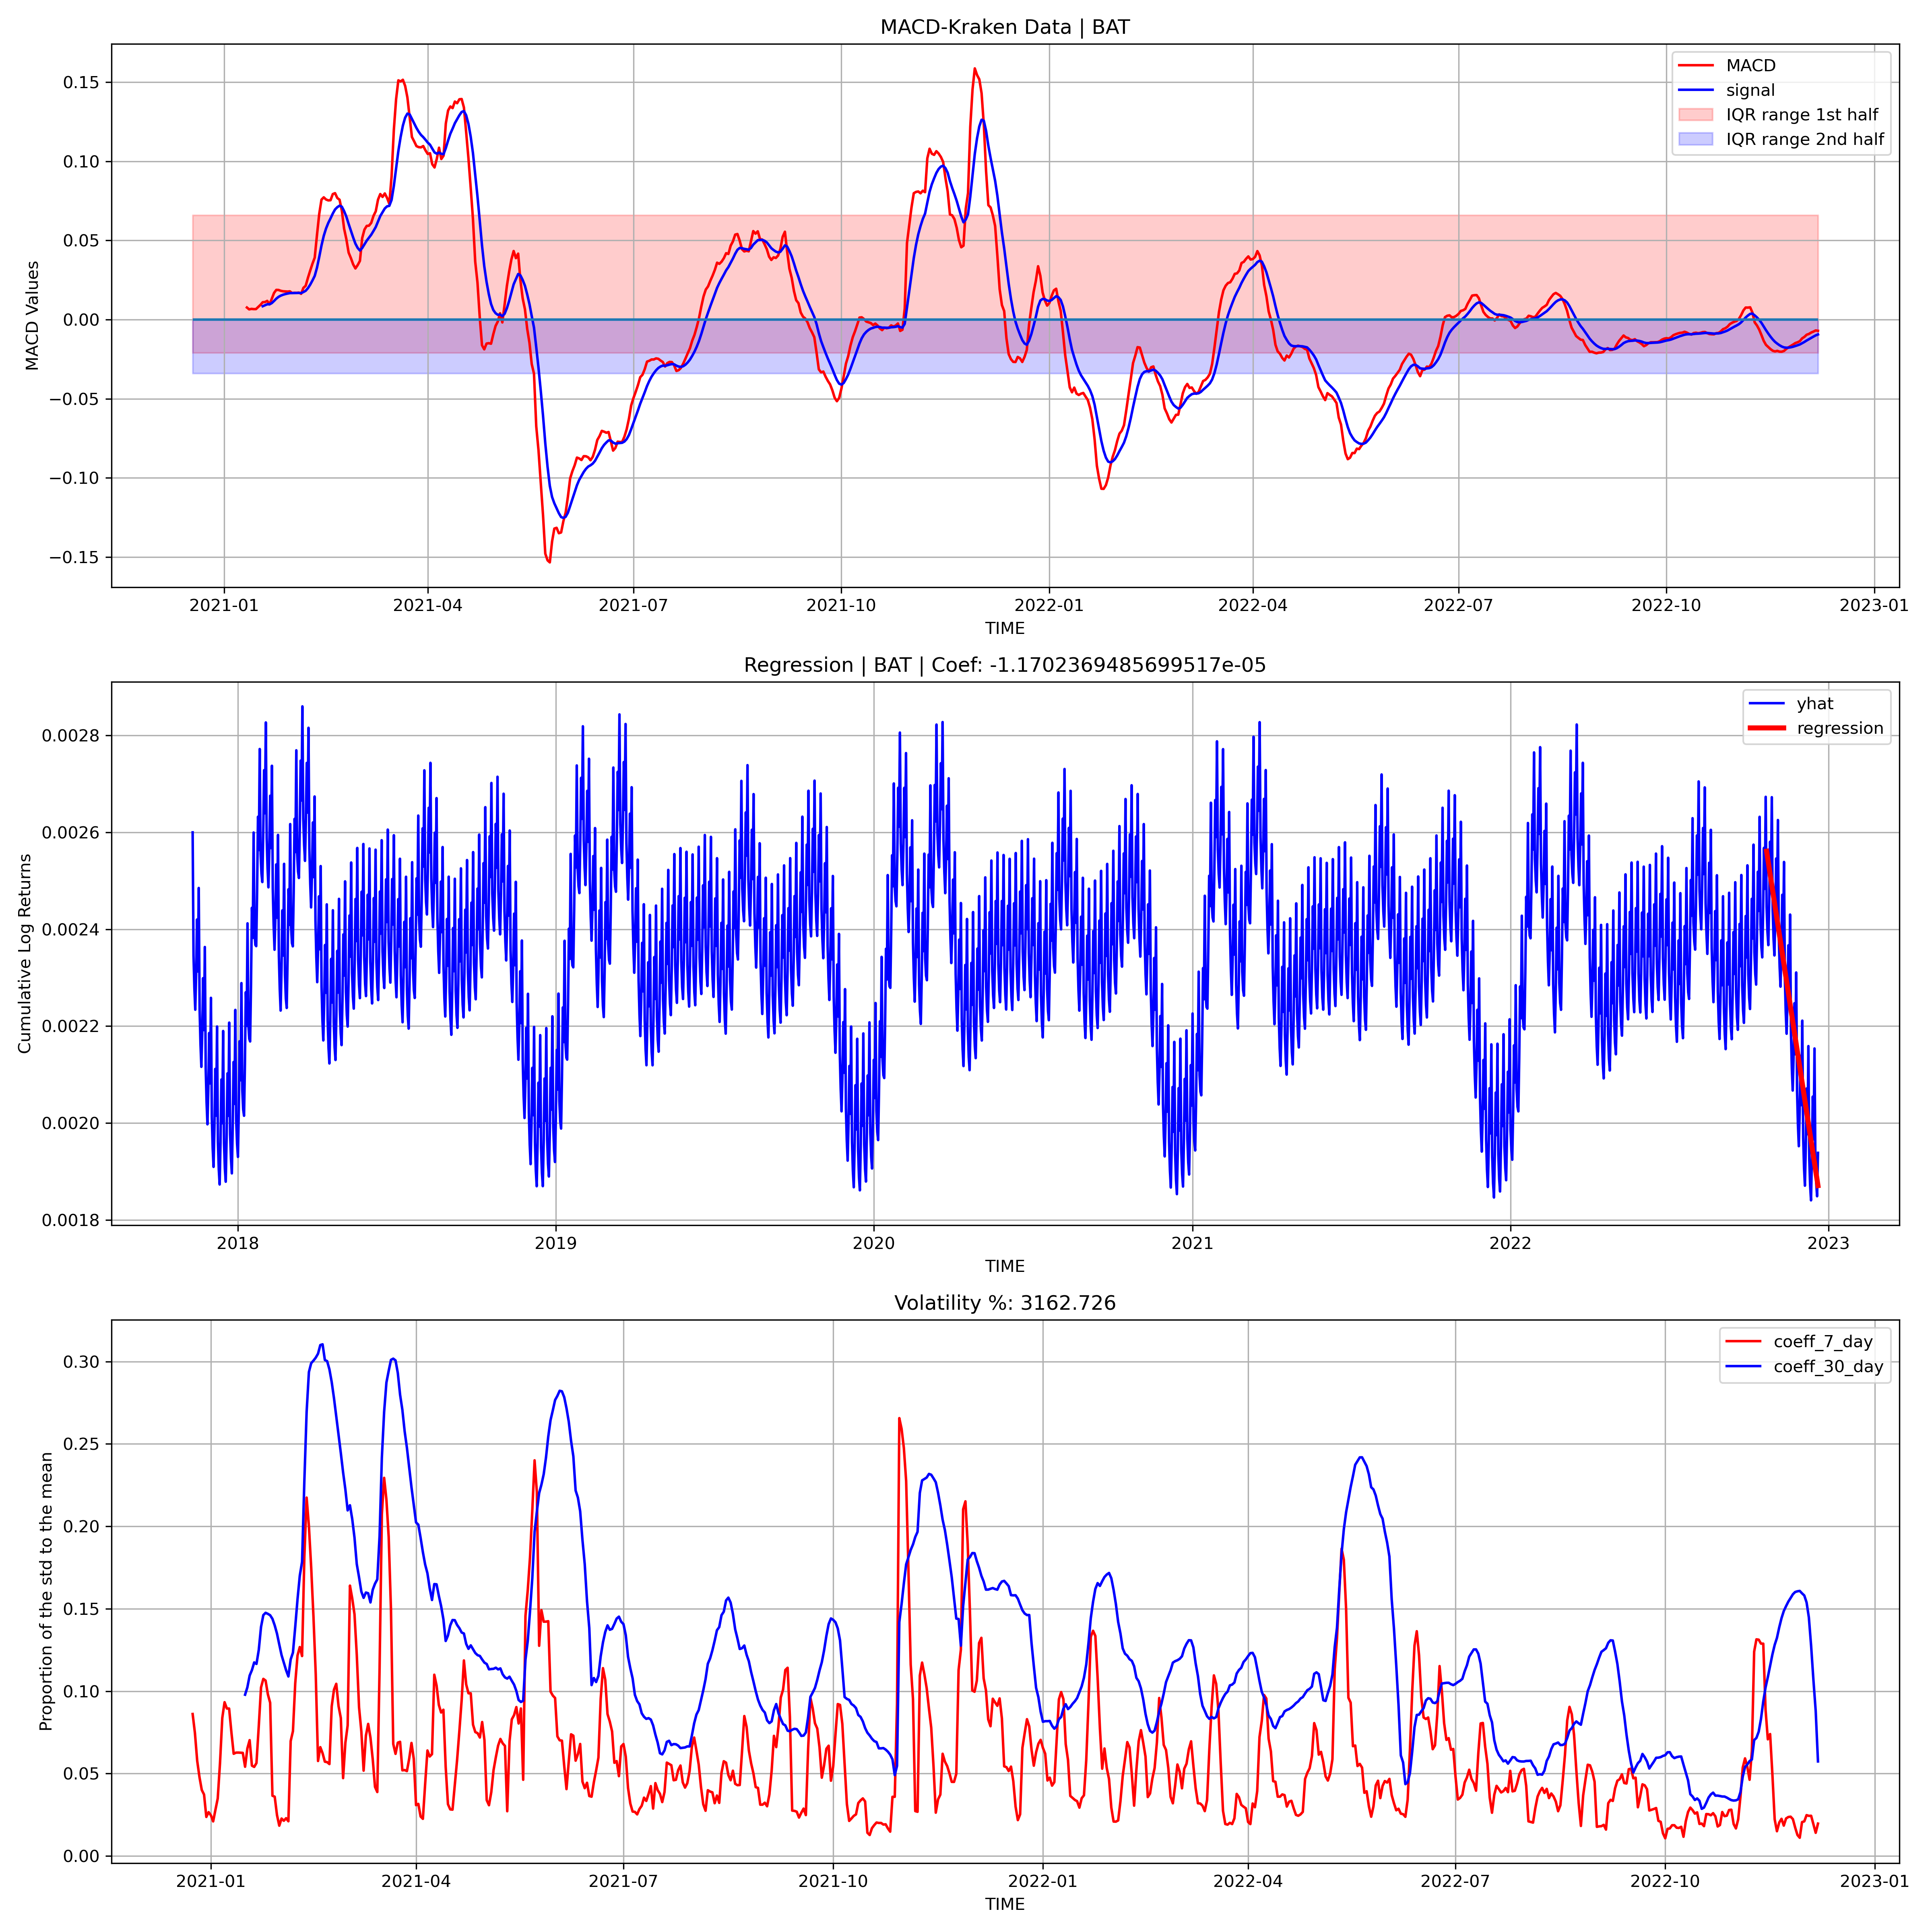 MACD-Kraken Data | BAT
MACD Values
0.15
0.10
0.05
0.00
−0.05
−0.10
−0.15
MACD
signal
IQR range 1st half
IQR range 2nd half
2021-01 2021-04 2021-07 2021-10 2022-01 2022-04 2022-07 2022-10 2023-01
TIME
Regression | BAT | Coef: -1.1702369485699517e-05
Cumulative Log Returns
0.0028
0.0026
0.0024
0.0022
0.0020
0.0018
yhat
regression
2018 2019 2020 2021 2022 2023
TIME
Volatility %: 3162.726
Proportion of the std to the mean
0.30
0.25
0.20
0.15
0.10
0.05
0.00
coeff_7_day
coeff_30_day
2021-01 2021-04 2021-07 2021-10 2022-01 2022-04 2022-07 2022-10 2023-01
TIME